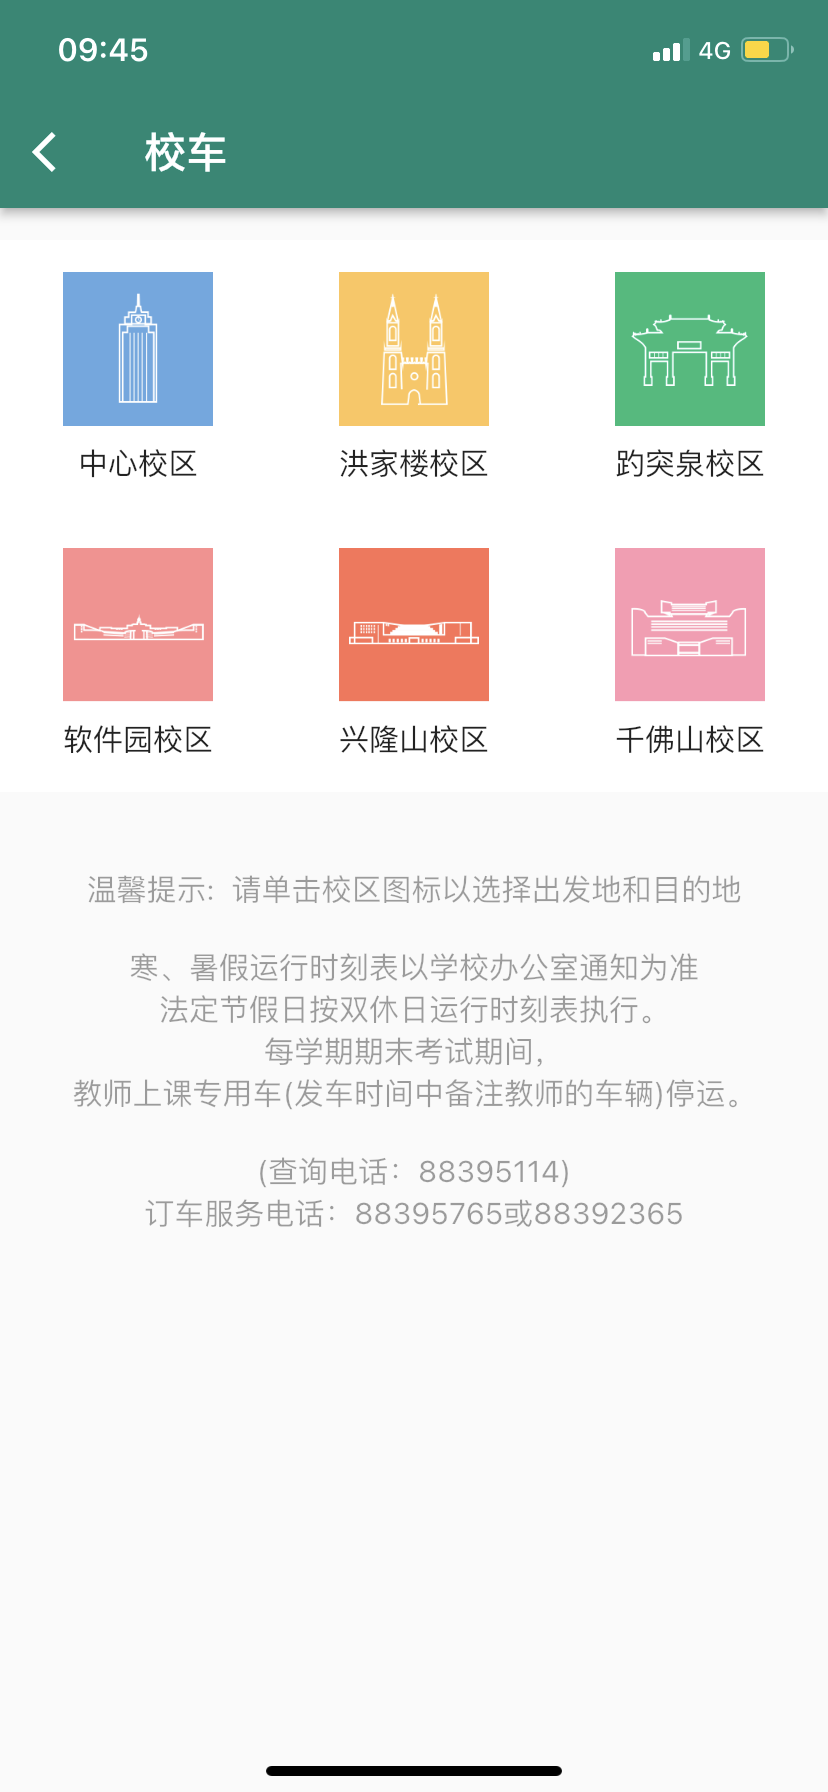 09:45
4G
校车
中心校区
洪家楼校区
趵突泉校区
软件园校区
兴隆山校区
千佛山校区
温馨提示：请单击校区图标以选择出发地和目的地
寒、暑假运行时刻表以学校办公室通知为准
法定节假日按双休日运行时刻表执行。
每学期期末考试期间，
教师上课专用车(发车时间中备注教师的车辆)停运。
(查询电话：88395114)
订车服务电话：88395765或88392365